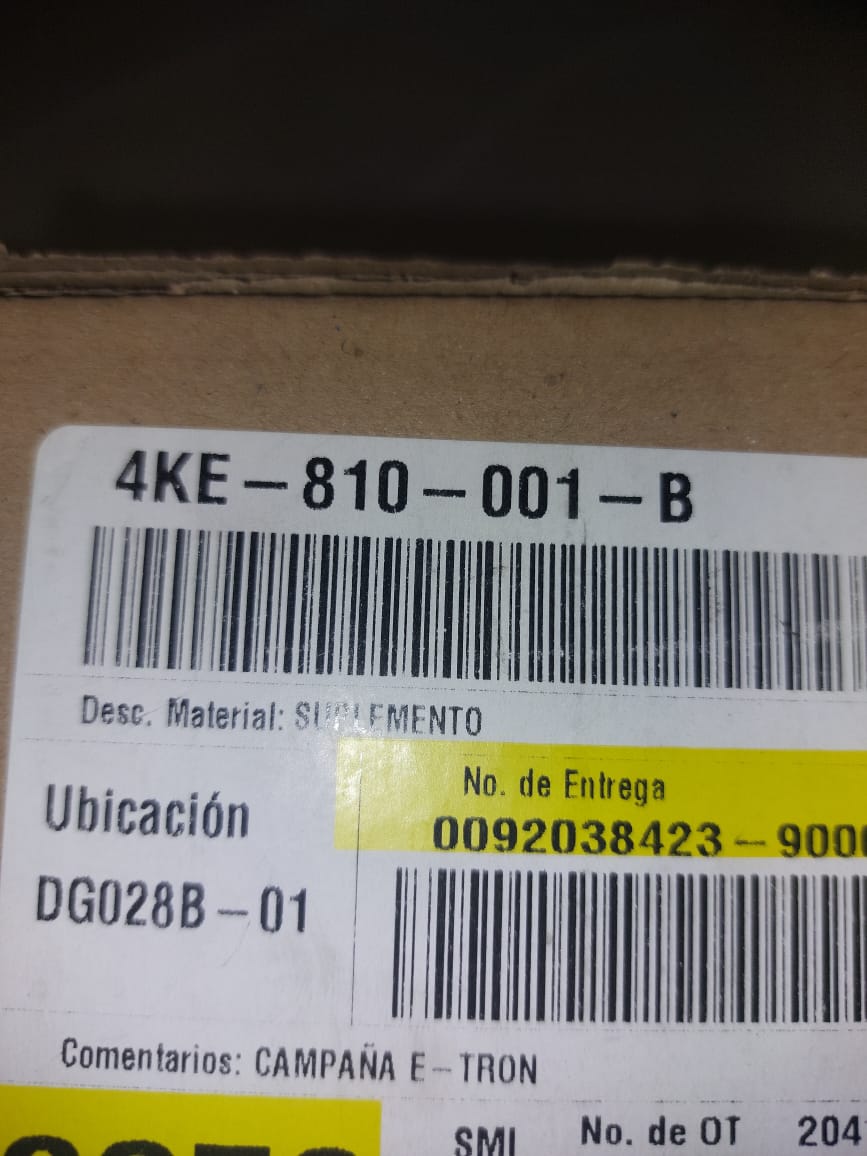 4KE-810-001-B
Desc. Material: SUPLEMENTO
No. de Entrega
Ubicación
0092038423-900
DG028B-01
Comentarios: CAMPAÑA E-TRON
SMI No. de OT 204